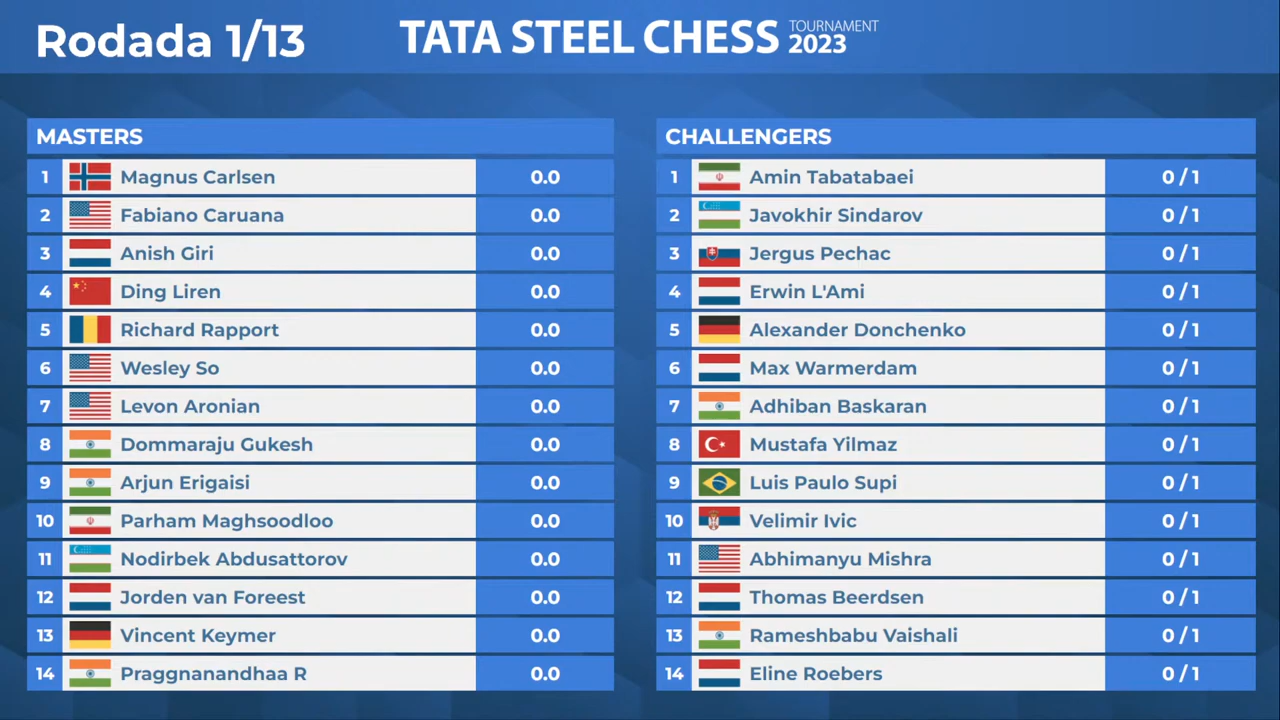 Rodada 1/13
TATA STEEL CHESS TOURNAMENT 2023
MASTERS
1 Magnus Carlsen 0.0
2 Fabiano Caruana 0.0
3 Anish Giri 0.0
4 Ding Liren 0.0
5 Richard Rapport 0.0
6 Wesley So 0.0
7 Levon Aronian 0.0
8 Dommaraju Gukesh 0.0
9 Arjun Erigaisi 0.0
10 Parham Maghsoodloo 0.0
11 Nodirbek Abdusattorov 0.0
12 Jorden van Foreest 0.0
13 Vincent Keymer 0.0
14 Praggnanandhaa R 0.0
CHALLENGERS
1 Amin Tabatabaei 0 / 1
2 Javokhir Sindarov 0 / 1
3 Jergus Pechac 0 / 1
4 Erwin L'Ami 0 / 1
5 Alexander Donchenko 0 / 1
6 Max Warmerdam 0 / 1
7 Adhiban Baskaran 0 / 1
8 Mustafa Yilmaz 0 / 1
9 Luis Paulo Supi 0 / 1
10 Velimir Ivic 0 / 1
11 Abhimanyu Mishra 0 / 1
12 Thomas Beerdsen 0 / 1
13 Rameshbabu Vaishali 0 / 1
14 Eline Roebers 0 / 1